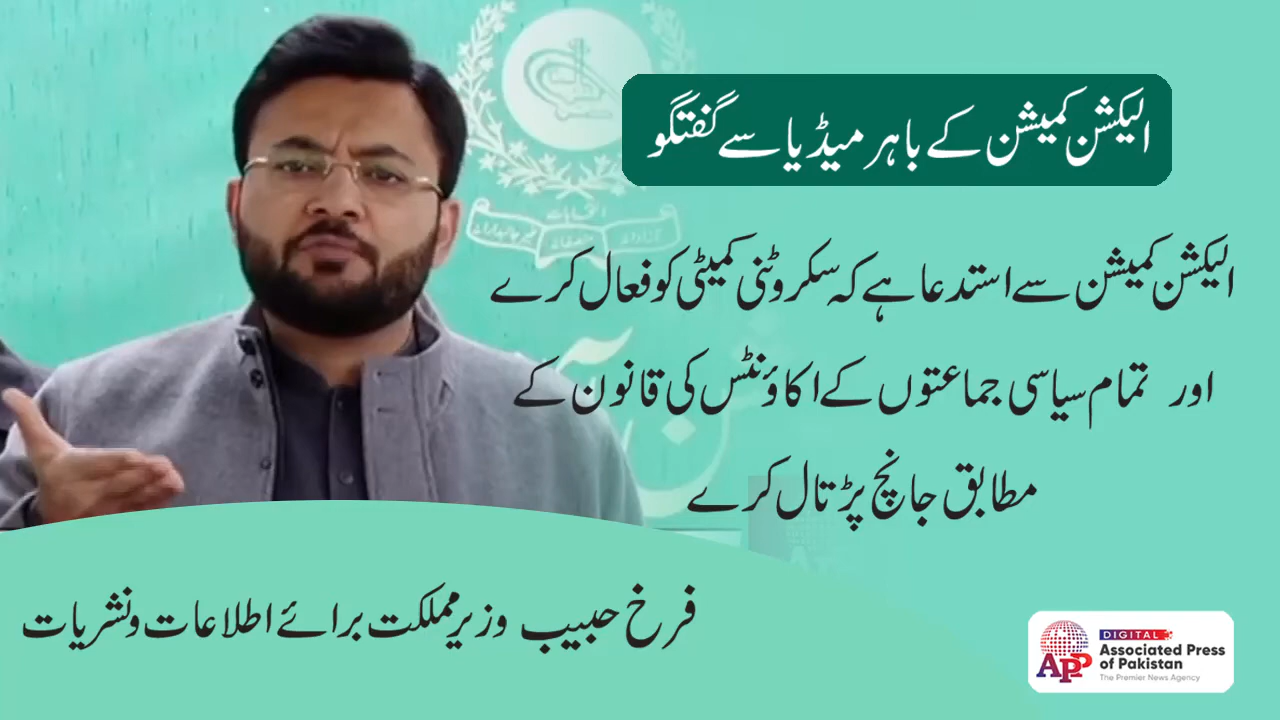 الیکشن کمیشن کے باہر میڈیا سے گفتگو
الیکشن کمیشن سے استدعا ہے کہ سکروٹنی کمیٹی کو فعال کرے
اور تمام سیاسی جماعتوں کے اکاؤنٹس کی قانون کے
مطابق جانچ پڑتال کرے
فرخ حبیب وزیر مملکت برائے اطلاعات و نشریات
DIGITAL
APP
Associated Press
of Pakistan
The Premier News Agency